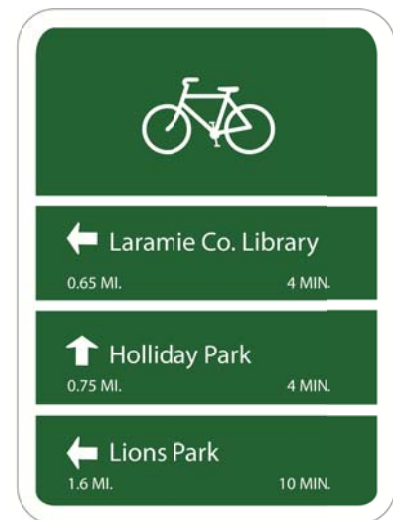 Laramie Co. Library
0.65 MI. 4 MIN.
Holliday Park
0.75 MI. 4 MIN.
Lions Park
1.6 MI. 10 MIN.